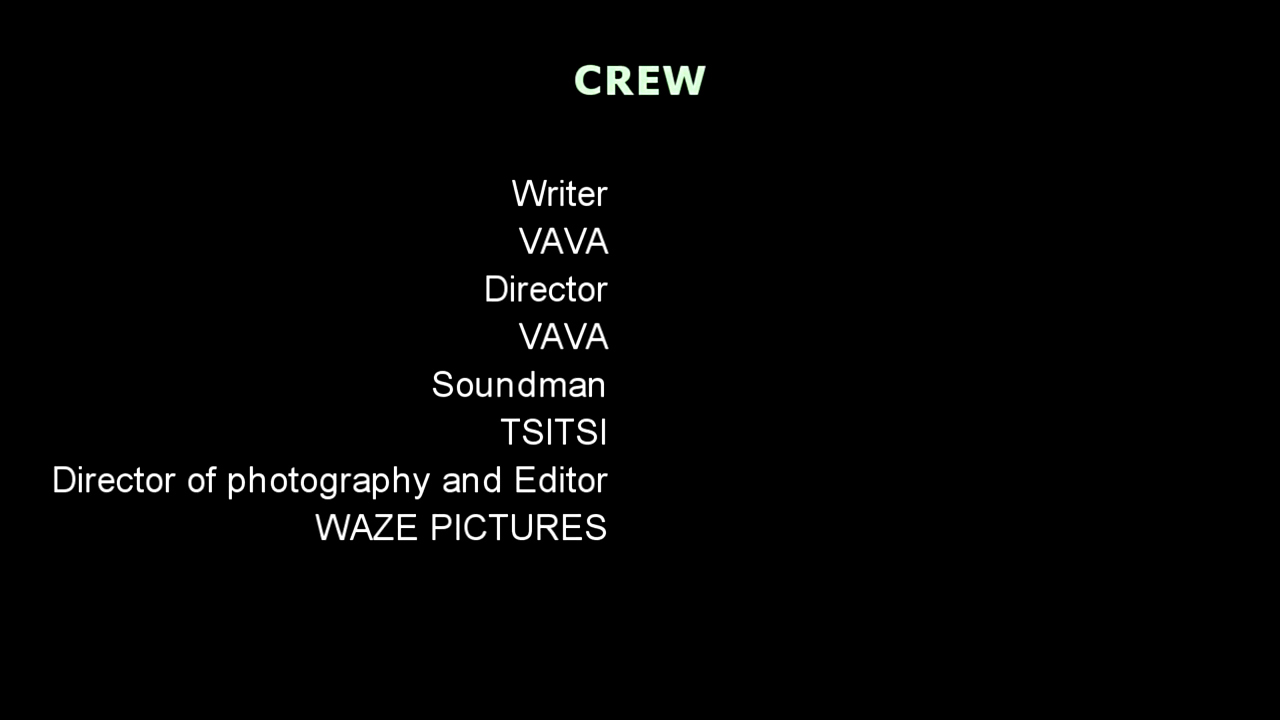 CREW
Writer
VAVA
Director
VAVA
Soundman
TSITSI
Director of photography and Editor
WAZE PICTURES